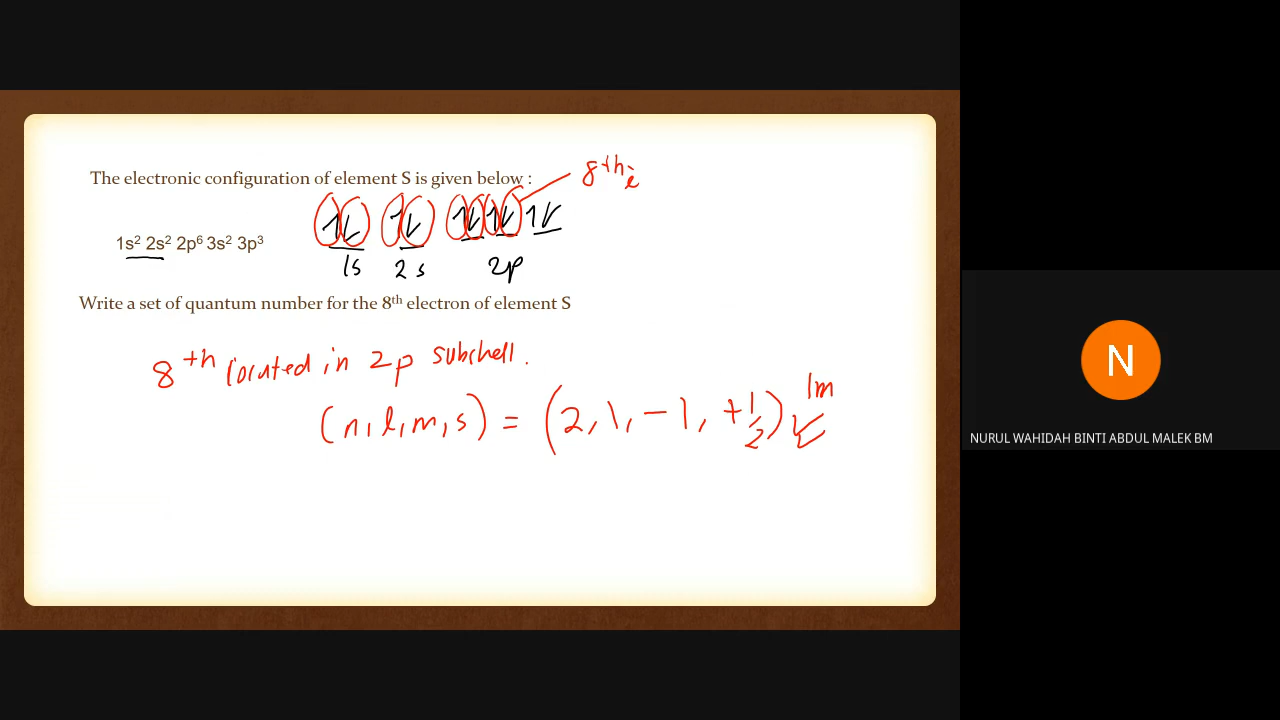 The electronic configuration of element S is given below :
8th e
1s² 2s² 2p⁶ 3s² 3p³
1s 2s 2p
Write a set of quantum number for the 8th electron of element S
8th located in 2p subshell.
1m
(n, l, m, s) = (2, 1, -1, +1/2)
N
NURUL WAHIDAH BINTI ABDUL MALEK BM